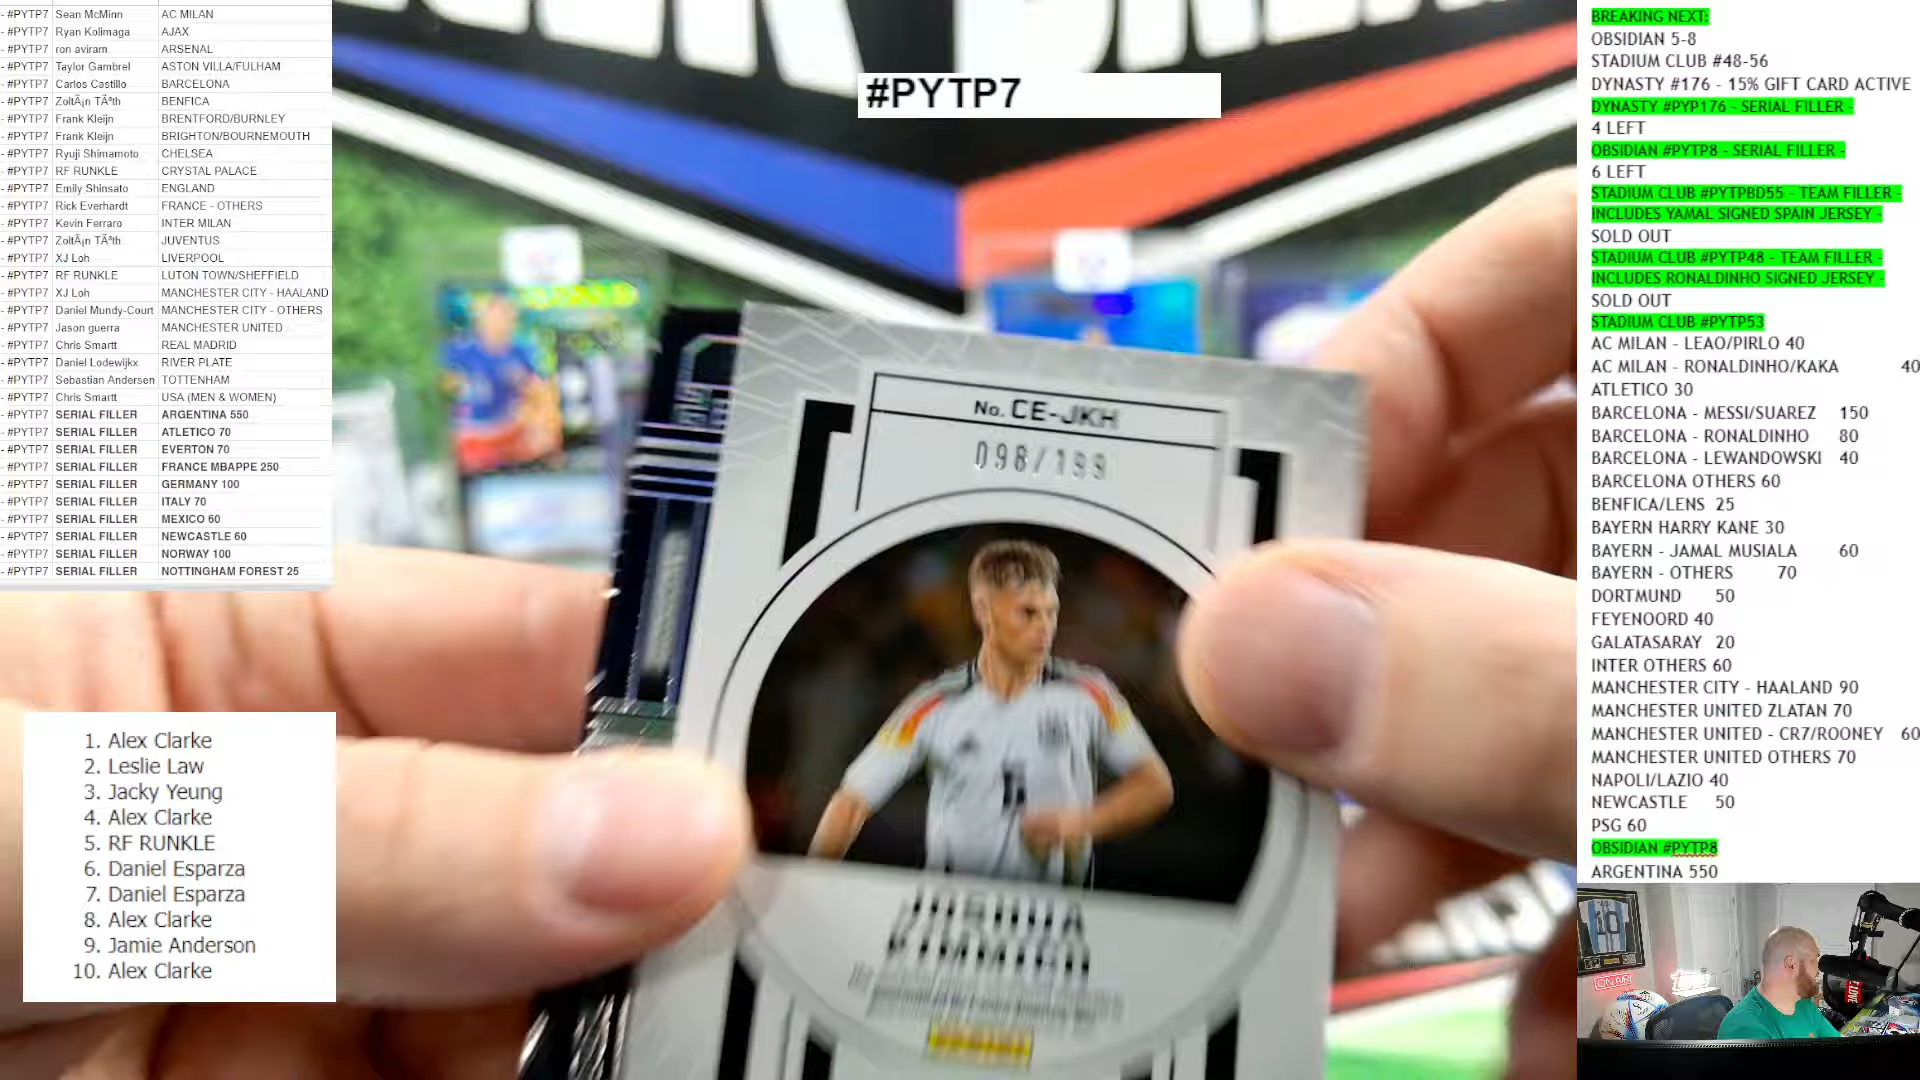 - #PYTP7 Sean McMinn AC MILAN
- #PYTP7 Ryan Kolimaga AJAX
- #PYTP7 ron aviram ARSENAL
- #PYTP7 Taylor Gambrel ASTON VILLA/FULHAM
- #PYTP7 Carlos Castillo BARCELONA
- #PYTP7 ZoltÃ¡n TÃ³th BENFICA
- #PYTP7 Frank Kleijn BRENTFORD/BURNLEY
- #PYTP7 Frank Kleijn BRIGHTON/BOURNEMOUTH
- #PYTP7 Ryuji Shimamoto CHELSEA
- #PYTP7 RF RUNKLE CRYSTAL PALACE
- #PYTP7 Emily Shinsato ENGLAND
- #PYTP7 Rick Everhardt FRANCE - OTHERS
- #PYTP7 Kevin Ferraro INTER MILAN
- #PYTP7 ZoltÃ¡n TÃ³th JUVENTUS
- #PYTP7 XJ Loh LIVERPOOL
- #PYTP7 RF RUNKLE LUTON TOWN/SHEFFIELD
- #PYTP7 XJ Loh MANCHESTER CITY - HAALAND
- #PYTP7 Daniel Mundy-Court MANCHESTER CITY - OTHERS
- #PYTP7 Jason guerra MANCHESTER UNITED
- #PYTP7 Chris Smartt REAL MADRID
- #PYTP7 Daniel Lodewijkx RIVER PLATE
- #PYTP7 Sebastian Andersen TOTTENHAM
- #PYTP7 Chris Smartt USA (MEN & WOMEN)
- #PYTP7 SERIAL FILLER ARGENTINA 550
- #PYTP7 SERIAL FILLER ATLETICO 70
- #PYTP7 SERIAL FILLER EVERTON 70
- #PYTP7 SERIAL FILLER FRANCE MBAPPE 250
- #PYTP7 SERIAL FILLER GERMANY 100
- #PYTP7 SERIAL FILLER ITALY 70
- #PYTP7 SERIAL FILLER MEXICO 60
- #PYTP7 SERIAL FILLER NEWCASTLE 60
- #PYTP7 SERIAL FILLER NORWAY 100
- #PYTP7 SERIAL FILLER NOTTINGHAM FOREST 25
1. Alex Clarke
2. Leslie Law
3. Jacky Yeung
4. Alex Clarke
5. RF RUNKLE
6. Daniel Esparza
7. Daniel Esparza
8. Alex Clarke
9. Jamie Anderson
10. Alex Clarke
#PYTP7
No. CE-JKH
098/199
JOSHUA
KIMMICH
BREAKING NEXT:
OBSIDIAN 5-8
STADIUM CLUB #48-56
DYNASTY #176 - 15% GIFT CARD ACTIVE
DYNASTY #PYP176 - SERIAL FILLER -
4 LEFT
OBSIDIAN #PYTP8 - SERIAL FILLER -
6 LEFT
STADIUM CLUB #PYTPBD55 - TEAM FILLER -
INCLUDES YAMAL SIGNED SPAIN JERSEY -
SOLD OUT
STADIUM CLUB #PYTP48 - TEAM FILLER -
INCLUDES RONALDINHO SIGNED JERSEY -
SOLD OUT
STADIUM CLUB #PYTP53
AC MILAN - LEAO/PIRLO 40
AC MILAN - RONALDINHO/KAKA 40
ATLETICO 30
BARCELONA - MESSI/SUAREZ 150
BARCELONA - RONALDINHO 80
BARCELONA - LEWANDOWSKI 40
BARCELONA OTHERS 60
BENFICA/LENS 25
BAYERN HARRY KANE 30
BAYERN - JAMAL MUSIALA 60
BAYERN - OTHERS 70
DORTMUND 50
FEYENOORD 40
GALATASARAY 20
INTER OTHERS 60
MANCHESTER CITY - HAALAND 90
MANCHESTER UNITED ZLATAN 70
MANCHESTER UNITED - CR7/ROONEY 60
MANCHESTER UNITED OTHERS 70
NAPOLI/LAZIO 40
NEWCASTLE 50
PSG 60
OBSIDIAN #PYTP8
ARGENTINA 550
10
ON AIR